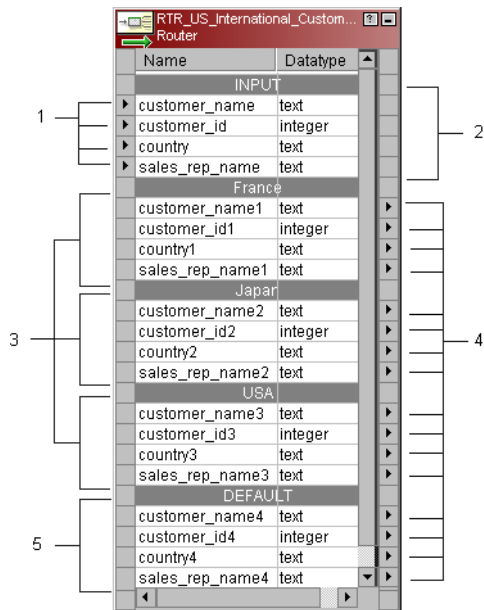 RTR_US_International_Custom...
Router
Name Datatype
INPUT
1
customer_name text
customer_id integer
2
country text
sales_rep_name text
France
customer_name1 text
customer_id1 integer
country1 text
sales_rep_name1 text
Japan
customer_name2 text
customer_id2 integer
3
4
country2 text
sales_rep_name2 text
USA
customer_name3 text
customer_id3 integer
country3 text
sales_rep_name3 text
DEFAULT
customer_name4 text
customer_id4 integer
5
country4 text
sales_rep_name4 text